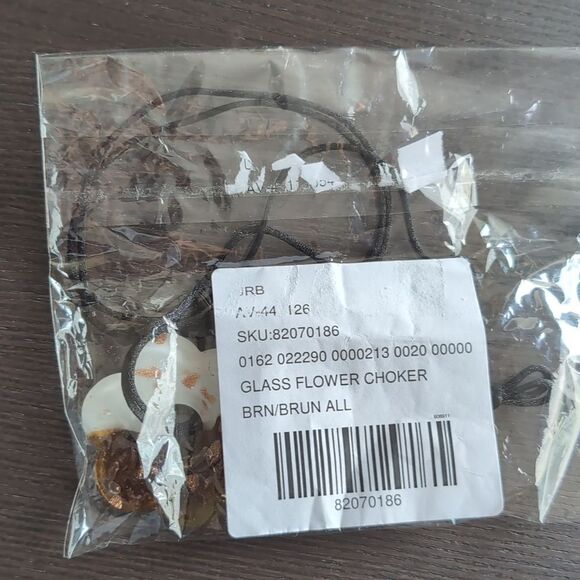 SKU:82070186
0162 022290 0000213 0020 00000
GLASS FLOWER CHOKER
BRN/BRUN ALL
82070186